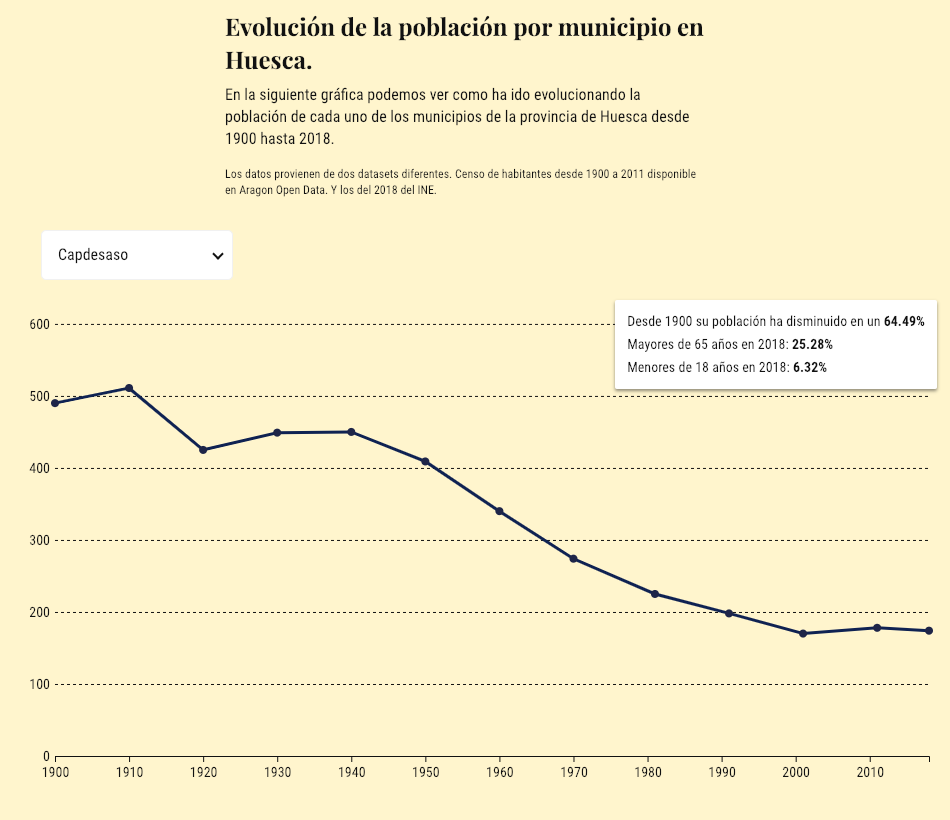 Evolución de la población por municipio en
Huesca.
En la siguiente gráfica podemos ver como ha ido evolucionando la
población de cada uno de los municipios de la provincia de Huesca desde
1900 hasta 2018.
Los datos provienen de dos datasets diferentes. Censo de habitantes desde 1900 a 2011 disponible
en Aragon Open Data. Y los del 2018 del INE.
Capdesaso
Desde 1900 su población ha disminuido en un 64.49%
Mayores de 65 años en 2018: 25.28%
Menores de 18 años en 2018: 6.32%
600
500
400
300
200
100
0
1900 1910 1920 1930 1940 1950 1960 1970 1980 1990 2000 2010